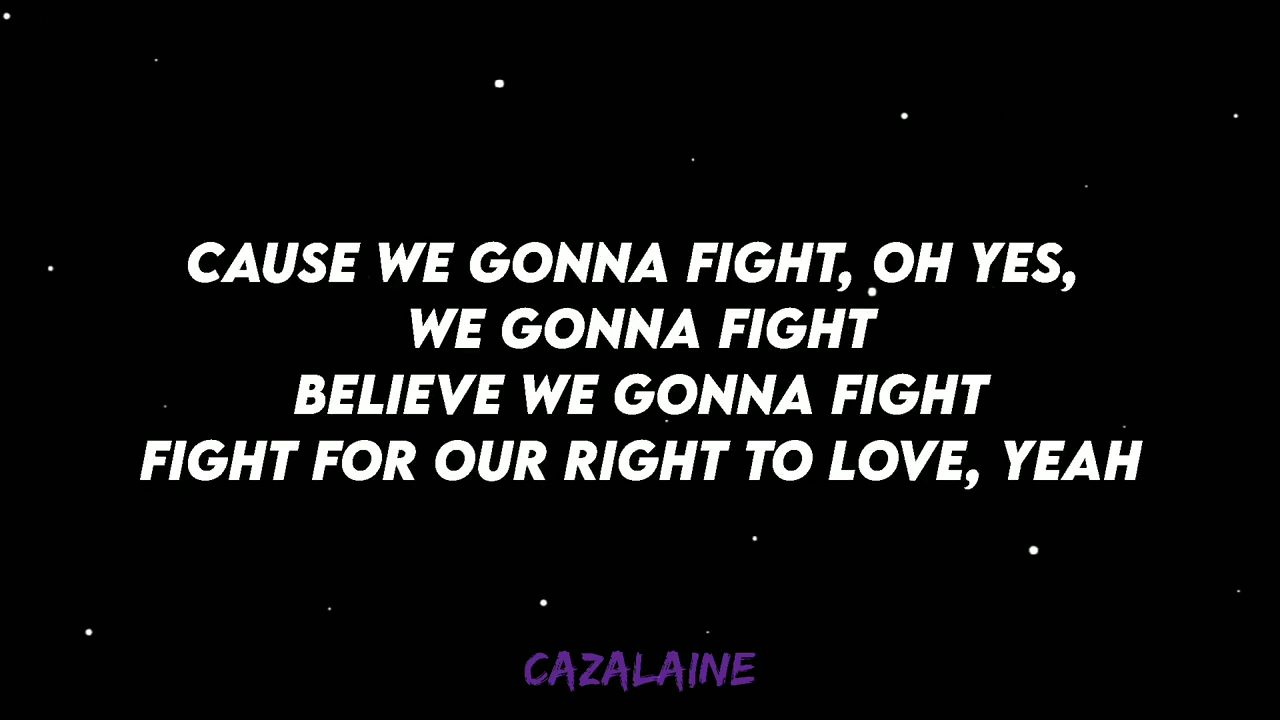 CAUSE WE GONNA FIGHT, OH YES,
WE GONNA FIGHT
BELIEVE WE GONNA FIGHT
FIGHT FOR OUR RIGHT TO LOVE, YEAH
CAZALAINE